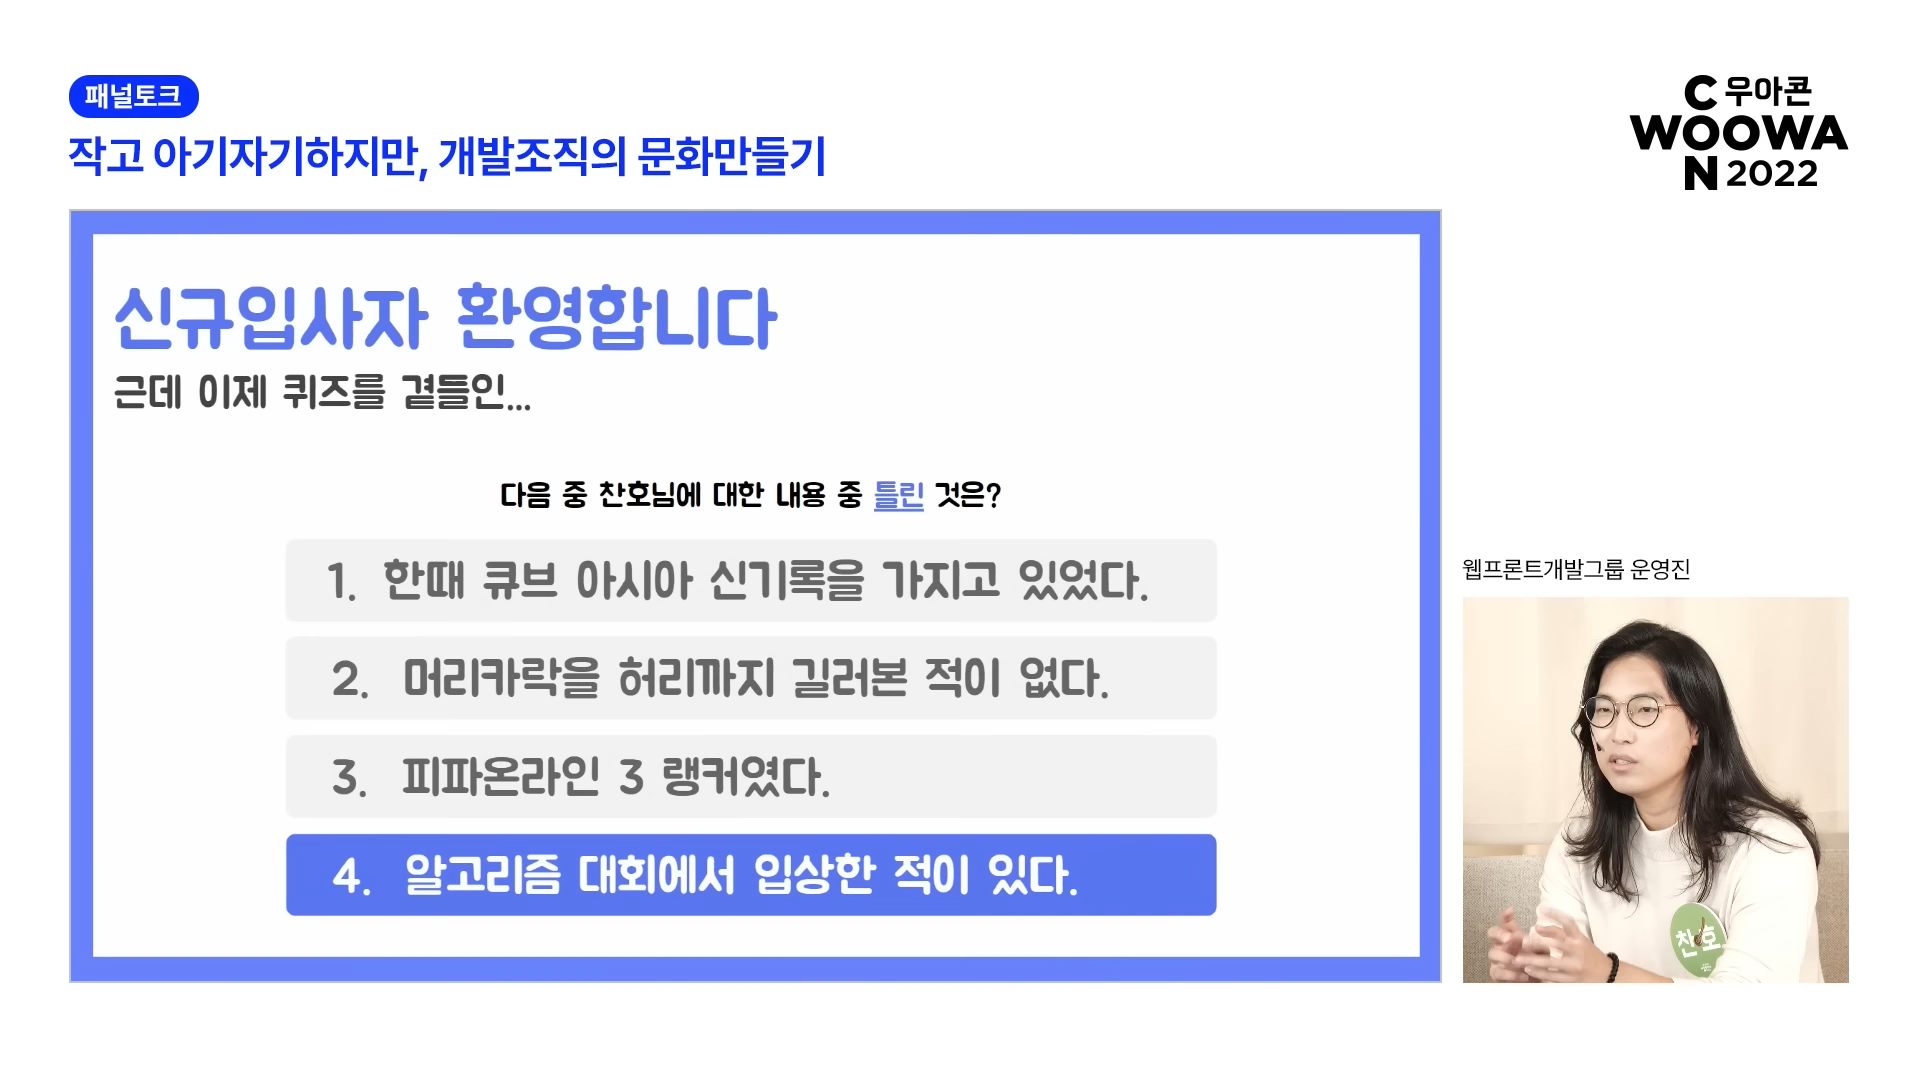 패널토크
작고 아기자기하지만, 개발조직의 문화만들기
C 우아콘
WOOWA
N 2022
신규입사자 환영합니다
근데 이제 퀴즈를 곁들인...
다음 중 찬호님에 대한 내용 중 틀린 것은?
1. 한때 큐브 아시아 신기록을 가지고 있었다.
2. 머리카락을 허리까지 길러본 적이 없다.
3. 피파온라인 3 랭커였다.
4. 알고리즘 대회에서 입상한 적이 있다.
웹프론트개발그룹 운영진
찬호